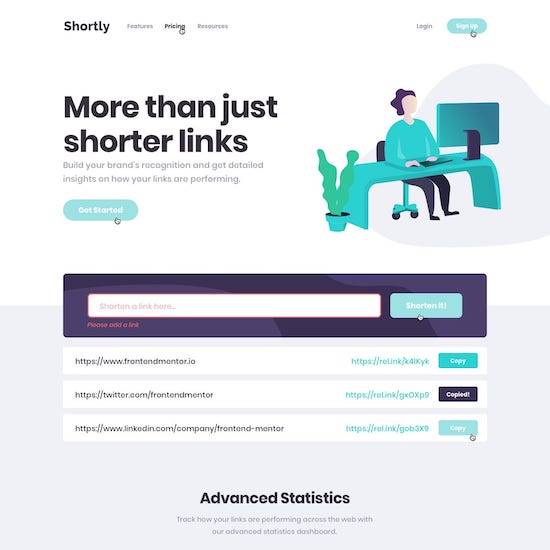 Shortly
Features Pricing Resources Login Sign Up
More than just
shorter links
Build your brand's recognition and get detailed
insights on how your links are performing.
Get Started
Shorten a link here...
Shorten It!
Please add a link
https://www.frontendmentor.io https://rel.ink/k4IKyk Copy
https://twitter.com/frontendmentor https://rel.ink/gxOXp9 Copied!
https://www.linkedin.com/company/frontend-mentor https://rel.ink/gob3X9 Copy
Advanced Statistics
Track how your links are performing across the web with
our advanced statistics dashboard.